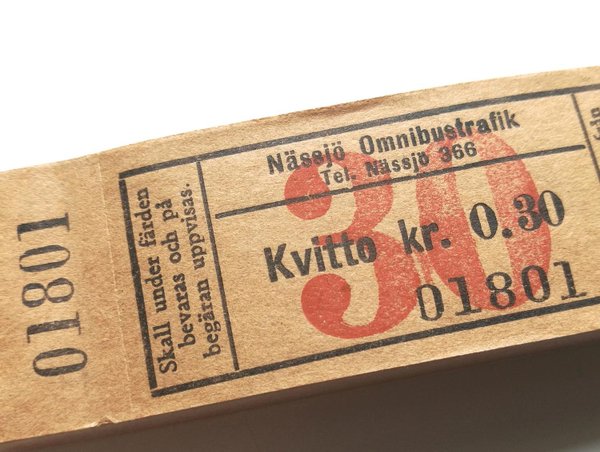 01801
Skall under färden
bevaras och på
begäran uppvisas.
Nässjö Omnibustrafik
Tel. Nässjö 366
30
Kvitto kr. 0.30
01801